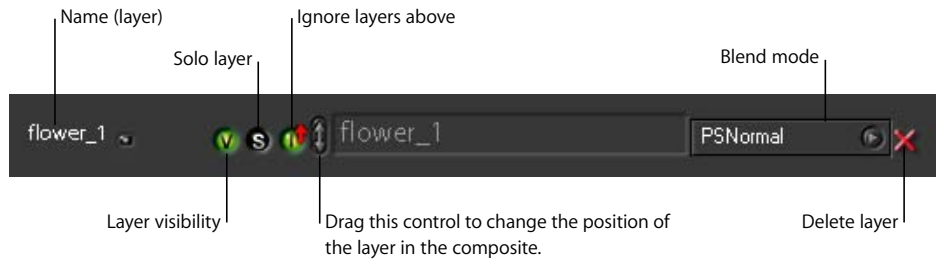 Name (layer)
Ignore layers above
Solo layer
Blend mode
flower_1
V
S
I
flower_1
PSNormal
Layer visibility
Drag this control to change the position of
the layer in the composite.
Delete layer